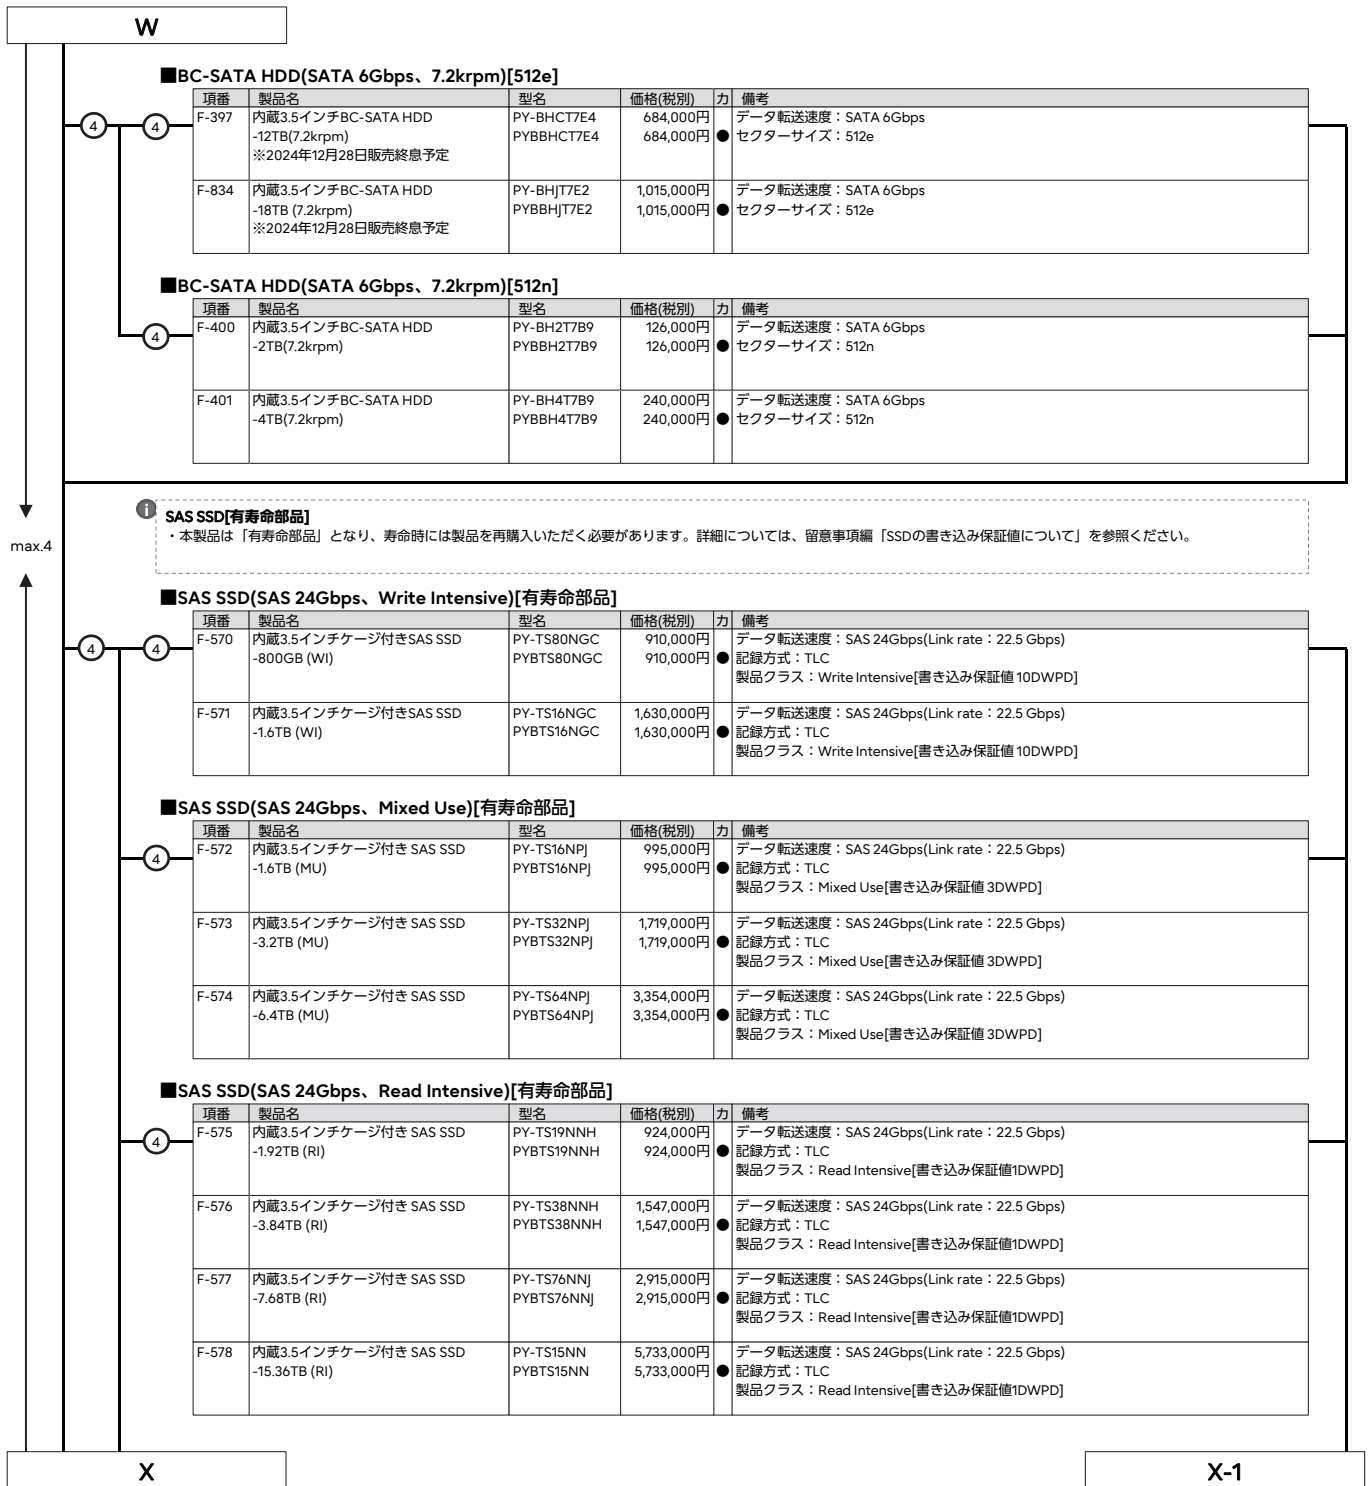 W
■BC-SATA HDD(SATA 6Gbps、7.2krpm)[512e]
項番 製品名 型名 価格(税別) カ 備考
F-397 内蔵3.5インチBC-SATA HDD PY-BHCT7E4 684,000円 データ転送速度：SATA 6Gbps
④ ④ -12TB(7.2krpm) PYBBHCT7E4 684,000円 ● セクターサイズ：512e
※2024年12月28日販売終息予定
F-834 内蔵3.5インチBC-SATA HDD PY-BHJT7E2 1,015,000円 データ転送速度：SATA 6Gbps
-18TB (7.2krpm) PYBBHJT7E2 1,015,000円 ● セクターサイズ：512e
※2024年12月28日販売終息予定
■BC-SATA HDD(SATA 6Gbps、7.2krpm)[512n]
項番 製品名 型名 価格(税別) カ 備考
F-400 内蔵3.5インチBC-SATA HDD PY-BH2T7B9 126,000円 データ転送速度：SATA 6Gbps
④ -2TB(7.2krpm) PYBBH2T7B9 126,000円 ● セクターサイズ：512n
F-401 内蔵3.5インチBC-SATA HDD PY-BH4T7B9 240,000円 データ転送速度：SATA 6Gbps
-4TB(7.2krpm) PYBBH4T7B9 240,000円 ● セクターサイズ：512n
i SAS SSD[有寿命部品]
・本製品は「有寿命部品」となり、寿命時には製品を再購入いただく必要があります。詳細については、留意事項編「SSDの書き込み保証値について」を参照ください。
max.4
■SAS SSD(SAS 24Gbps、Write Intensive)[有寿命部品]
項番 製品名 型名 価格(税別) カ 備考
F-570 内蔵3.5インチケージ付きSAS SSD PY-TS80NGC 910,000円 データ転送速度：SAS 24Gbps(Link rate：22.5 Gbps)
④ ④ -800GB (WI) PYBTS80NGC 910,000円 ● 記録方式：TLC
製品クラス：Write Intensive[書き込み保証値 10DWPD]
F-571 内蔵3.5インチケージ付きSAS SSD PY-TS16NGC 1,630,000円 データ転送速度：SAS 24Gbps(Link rate：22.5 Gbps)
-1.6TB (WI) PYBTS16NGC 1,630,000円 ● 記録方式：TLC
製品クラス：Write Intensive[書き込み保証値 10DWPD]
■SAS SSD(SAS 24Gbps、Mixed Use)[有寿命部品]
項番 製品名 型名 価格(税別) カ 備考
F-572 内蔵3.5インチケージ付き SAS SSD PY-TS16NPJ 995,000円 データ転送速度：SAS 24Gbps(Link rate：22.5 Gbps)
④ -1.6TB (MU) PYBTS16NPJ 995,000円 ● 記録方式：TLC
製品クラス：Mixed Use[書き込み保証値 3DWPD]
F-573 内蔵3.5インチケージ付き SAS SSD PY-TS32NPJ 1,719,000円 データ転送速度：SAS 24Gbps(Link rate：22.5 Gbps)
-3.2TB (MU) PYBTS32NPJ 1,719,000円 ● 記録方式：TLC
製品クラス：Mixed Use[書き込み保証値 3DWPD]
F-574 内蔵3.5インチケージ付き SAS SSD PY-TS64NPJ 3,354,000円 データ転送速度：SAS 24Gbps(Link rate：22.5 Gbps)
-6.4TB (MU) PYBTS64NPJ 3,354,000円 ● 記録方式：TLC
製品クラス：Mixed Use[書き込み保証値 3DWPD]
■SAS SSD(SAS 24Gbps、Read Intensive)[有寿命部品]
項番 製品名 型名 価格(税別) カ 備考
F-575 内蔵3.5インチケージ付き SAS SSD PY-TS19NNH 924,000円 データ転送速度：SAS 24Gbps(Link rate：22.5 Gbps)
④ -1.92TB (RI) PYBTS19NNH 924,000円 ● 記録方式：TLC
製品クラス：Read Intensive[書き込み保証値1DWPD]
F-576 内蔵3.5インチケージ付き SAS SSD PY-TS38NNH 1,547,000円 データ転送速度：SAS 24Gbps(Link rate：22.5 Gbps)
-3.84TB (RI) PYBTS38NNH 1,547,000円 ● 記録方式：TLC
製品クラス：Read Intensive[書き込み保証値1DWPD]
F-577 内蔵3.5インチケージ付き SAS SSD PY-TS76NNJ 2,915,000円 データ転送速度：SAS 24Gbps(Link rate：22.5 Gbps)
-7.68TB (RI) PYBTS76NNJ 2,915,000円 ● 記録方式：TLC
製品クラス：Read Intensive[書き込み保証値1DWPD]
F-578 内蔵3.5インチケージ付き SAS SSD PY-TS15NN 5,733,000円 データ転送速度：SAS 24Gbps(Link rate：22.5 Gbps)
-15.36TB (RI) PYBTS15NN 5,733,000円 ● 記録方式：TLC
製品クラス：Read Intensive[書き込み保証値1DWPD]
X X-1